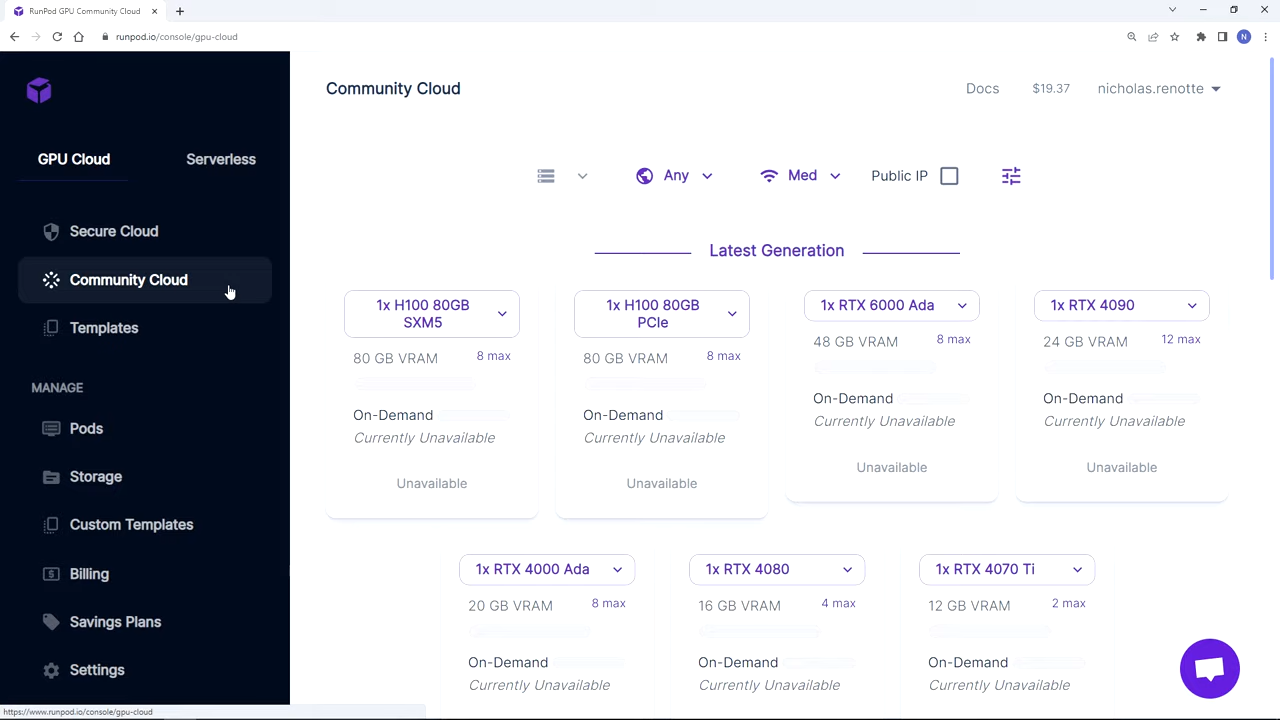 RunPod GPU Community Cloud
runpod.io/console/gpu-cloud
N
GPU Cloud
Serverless
Secure Cloud
Community Cloud
Templates
MANAGE
Pods
Storage
Custom Templates
Billing
Savings Plans
Settings
https://www.runpod.io/console/gpu-cloud
Community Cloud
Docs
$19.37
nicholas.renotte
Any
Med
Public IP
Latest Generation
1x H100 80GB
SXM5
80 GB VRAM
8 max
On-Demand
Currently Unavailable
Unavailable
1x H100 80GB
PCIe
80 GB VRAM
8 max
On-Demand
Currently Unavailable
Unavailable
1x RTX 6000 Ada
48 GB VRAM
8 max
On-Demand
Currently Unavailable
Unavailable
1x RTX 4090
24 GB VRAM
12 max
On-Demand
Currently Unavailable
Unavailable
1x RTX 4000 Ada
20 GB VRAM
8 max
On-Demand
Currently Unavailable
1x RTX 4080
16 GB VRAM
4 max
On-Demand
Currently Unavailable
1x RTX 4070 Ti
12 GB VRAM
2 max
On-Demand
Currently Unavailable